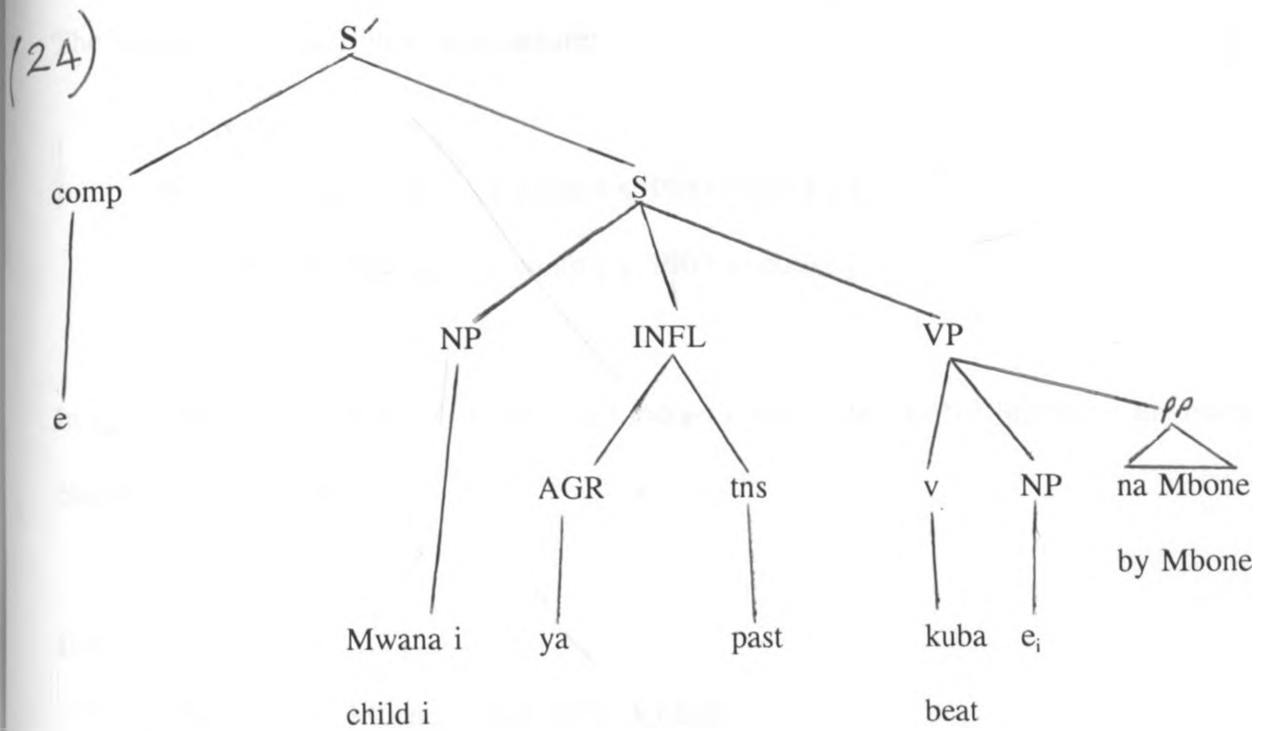 (24)
S′
comp S
NP INFL VP
e
PP
AGR tns v NP na Mbone
by Mbone
Mwana i ya past kuba eᵢ
child i beat